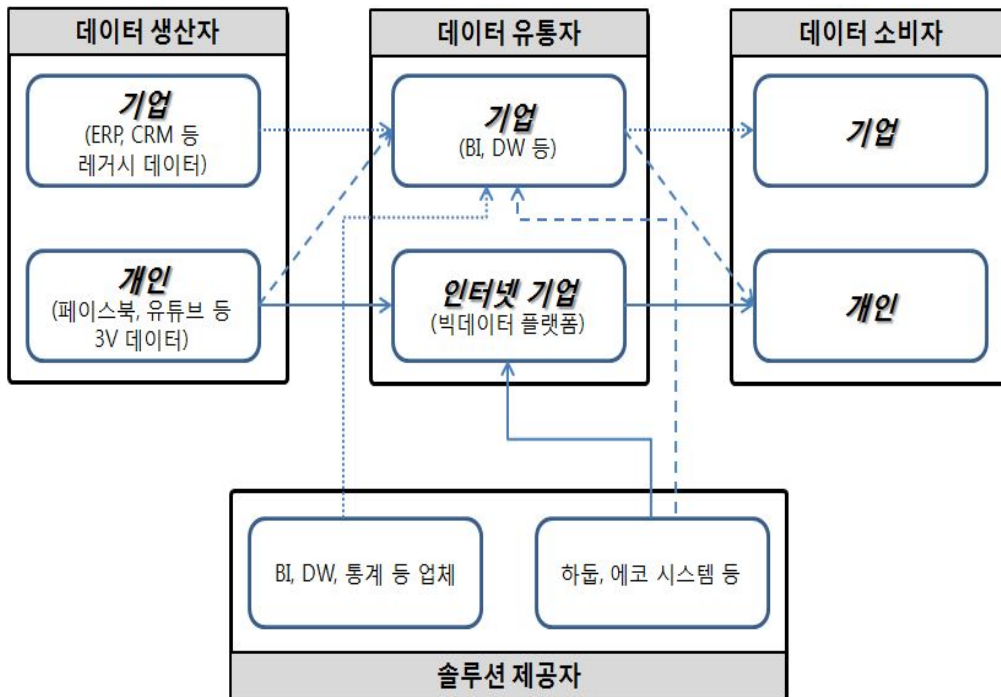 데이터 생산자
기업
(ERP, CRM 등
레거시 데이터)
개인
(페이스북, 유튜브 등
3V 데이터)
데이터 유통자
기업
(BI, DW 등)
인터넷 기업
(빅데이터 플랫폼)
데이터 소비자
기업
개인
BI, DW, 통계 등 업체
하둡, 에코 시스템 등
솔루션 제공자